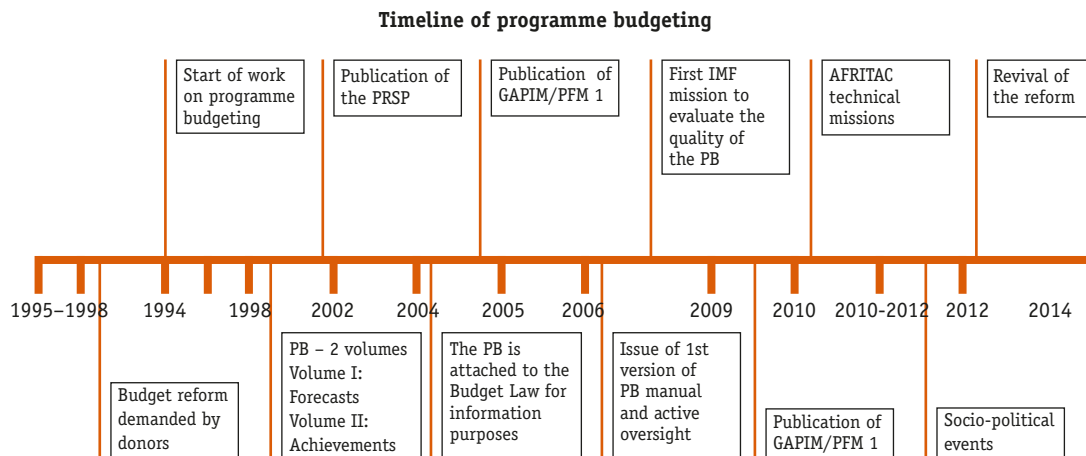 Timeline of programme budgeting
Start of work
on programme
budgeting
Publication of
the PRSP
Publication of
GAPIM/PFM 1
First IMF
mission to
evaluate the
quality of
the PB
AFRITAC
technical
missions
Revival of
the reform
1995–1998
1994
1998
2002
2004
2005
2006
2009
2010
2010-2012
2012
2014
Budget reform
demanded by
donors
PB – 2 volumes
Volume I:
Forecasts
Volume II:
Achievements
The PB is
attached to the
Budget Law for
information
purposes
Issue of 1st
version of
PB manual
and active
oversight
Publication of
GAPIM/PFM 1
Socio-political
events